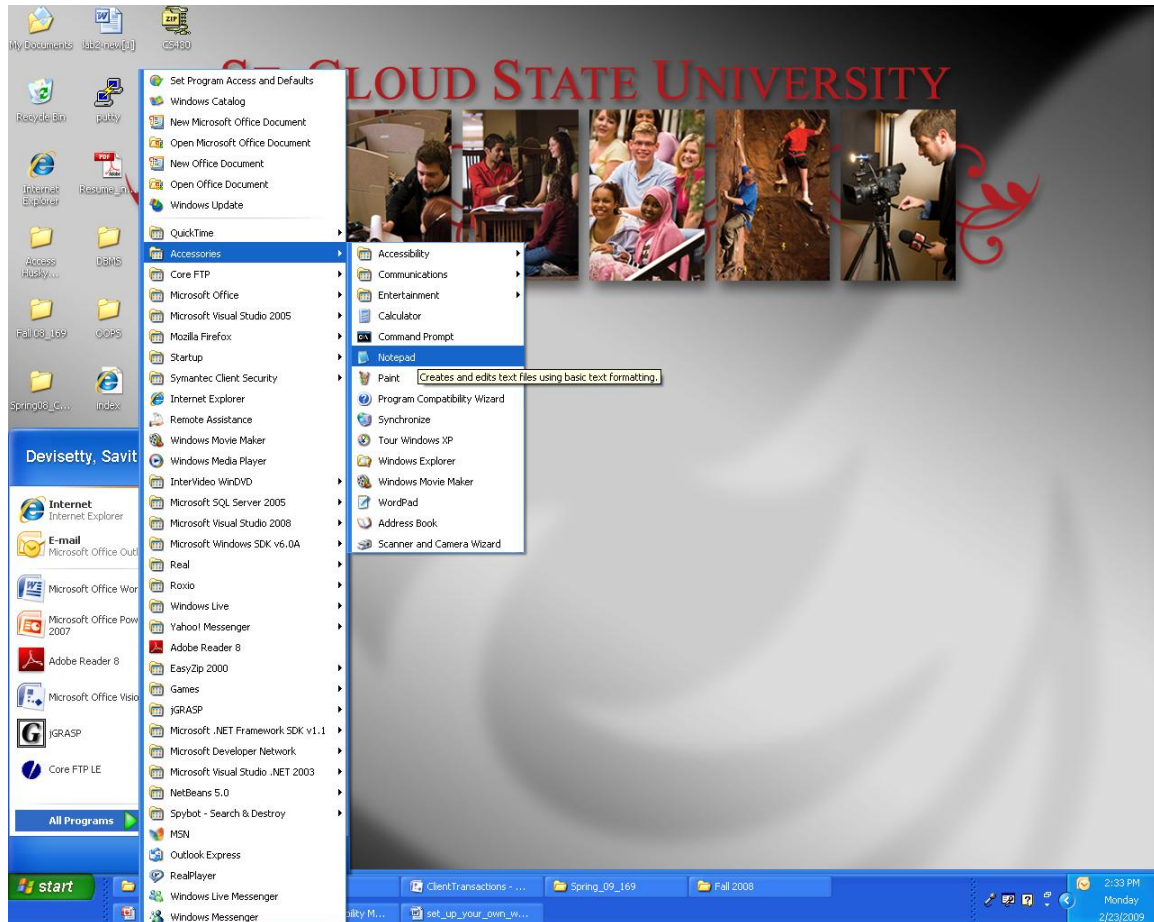 My Documents
lab2-new[1]
CS430
ST. CLOUD STATE UNIVERSITY
Recycle Bin
putty
Internet Explorer
Access Husky ...
DBMS
Fall 08_169
OOPS
Spring08_C...
index
Set Program Access and Defaults
Windows Catalog
New Microsoft Office Document
Open Microsoft Office Document
New Office Document
Open Office Document
Windows Update
QuickTime
Accessories
Core FTP
Microsoft Office
Microsoft Visual Studio 2005
Mozilla Firefox
Startup
Symantec Client Security
Internet Explorer
Remote Assistance
Windows Movie Maker
Windows Media Player
InterVideo WinDVD
Microsoft SQL Server 2005
Microsoft Visual Studio 2008
Microsoft Windows SDK v6.0A
Real
Roxio
Windows Live
Yahoo! Messenger
Adobe Reader 8
EasyZip 2000
Games
jGRASP
Microsoft .NET Framework SDK v1.1
Microsoft Developer Network
Microsoft Visual Studio .NET 2003
NetBeans 5.0
Spybot - Search & Destroy
MSN
Outlook Express
RealPlayer
Windows Live Messenger
Windows Messenger
Accessibility
Communications
Entertainment
Calculator
Command Prompt
Notepad
Paint
Creates and edits text files using basic text formatting.
Program Compatibility Wizard
Synchronize
Tour Windows XP
Windows Explorer
Windows Movie Maker
WordPad
Address Book
Scanner and Camera Wizard
Devisetty, Savit
Internet
Internet Explorer
E-mail
Microsoft Office Outl
Microsoft Office Wor
Microsoft Office Pow
2007
Adobe Reader 8
Microsoft Office Visio
jGRASP
Core FTP LE
All Programs
start
ClientTransactions - ...
Spring_09_169
Fall 2008
bility M...
set_up_your_own_w...
2:33 PM
Monday
2/23/2009